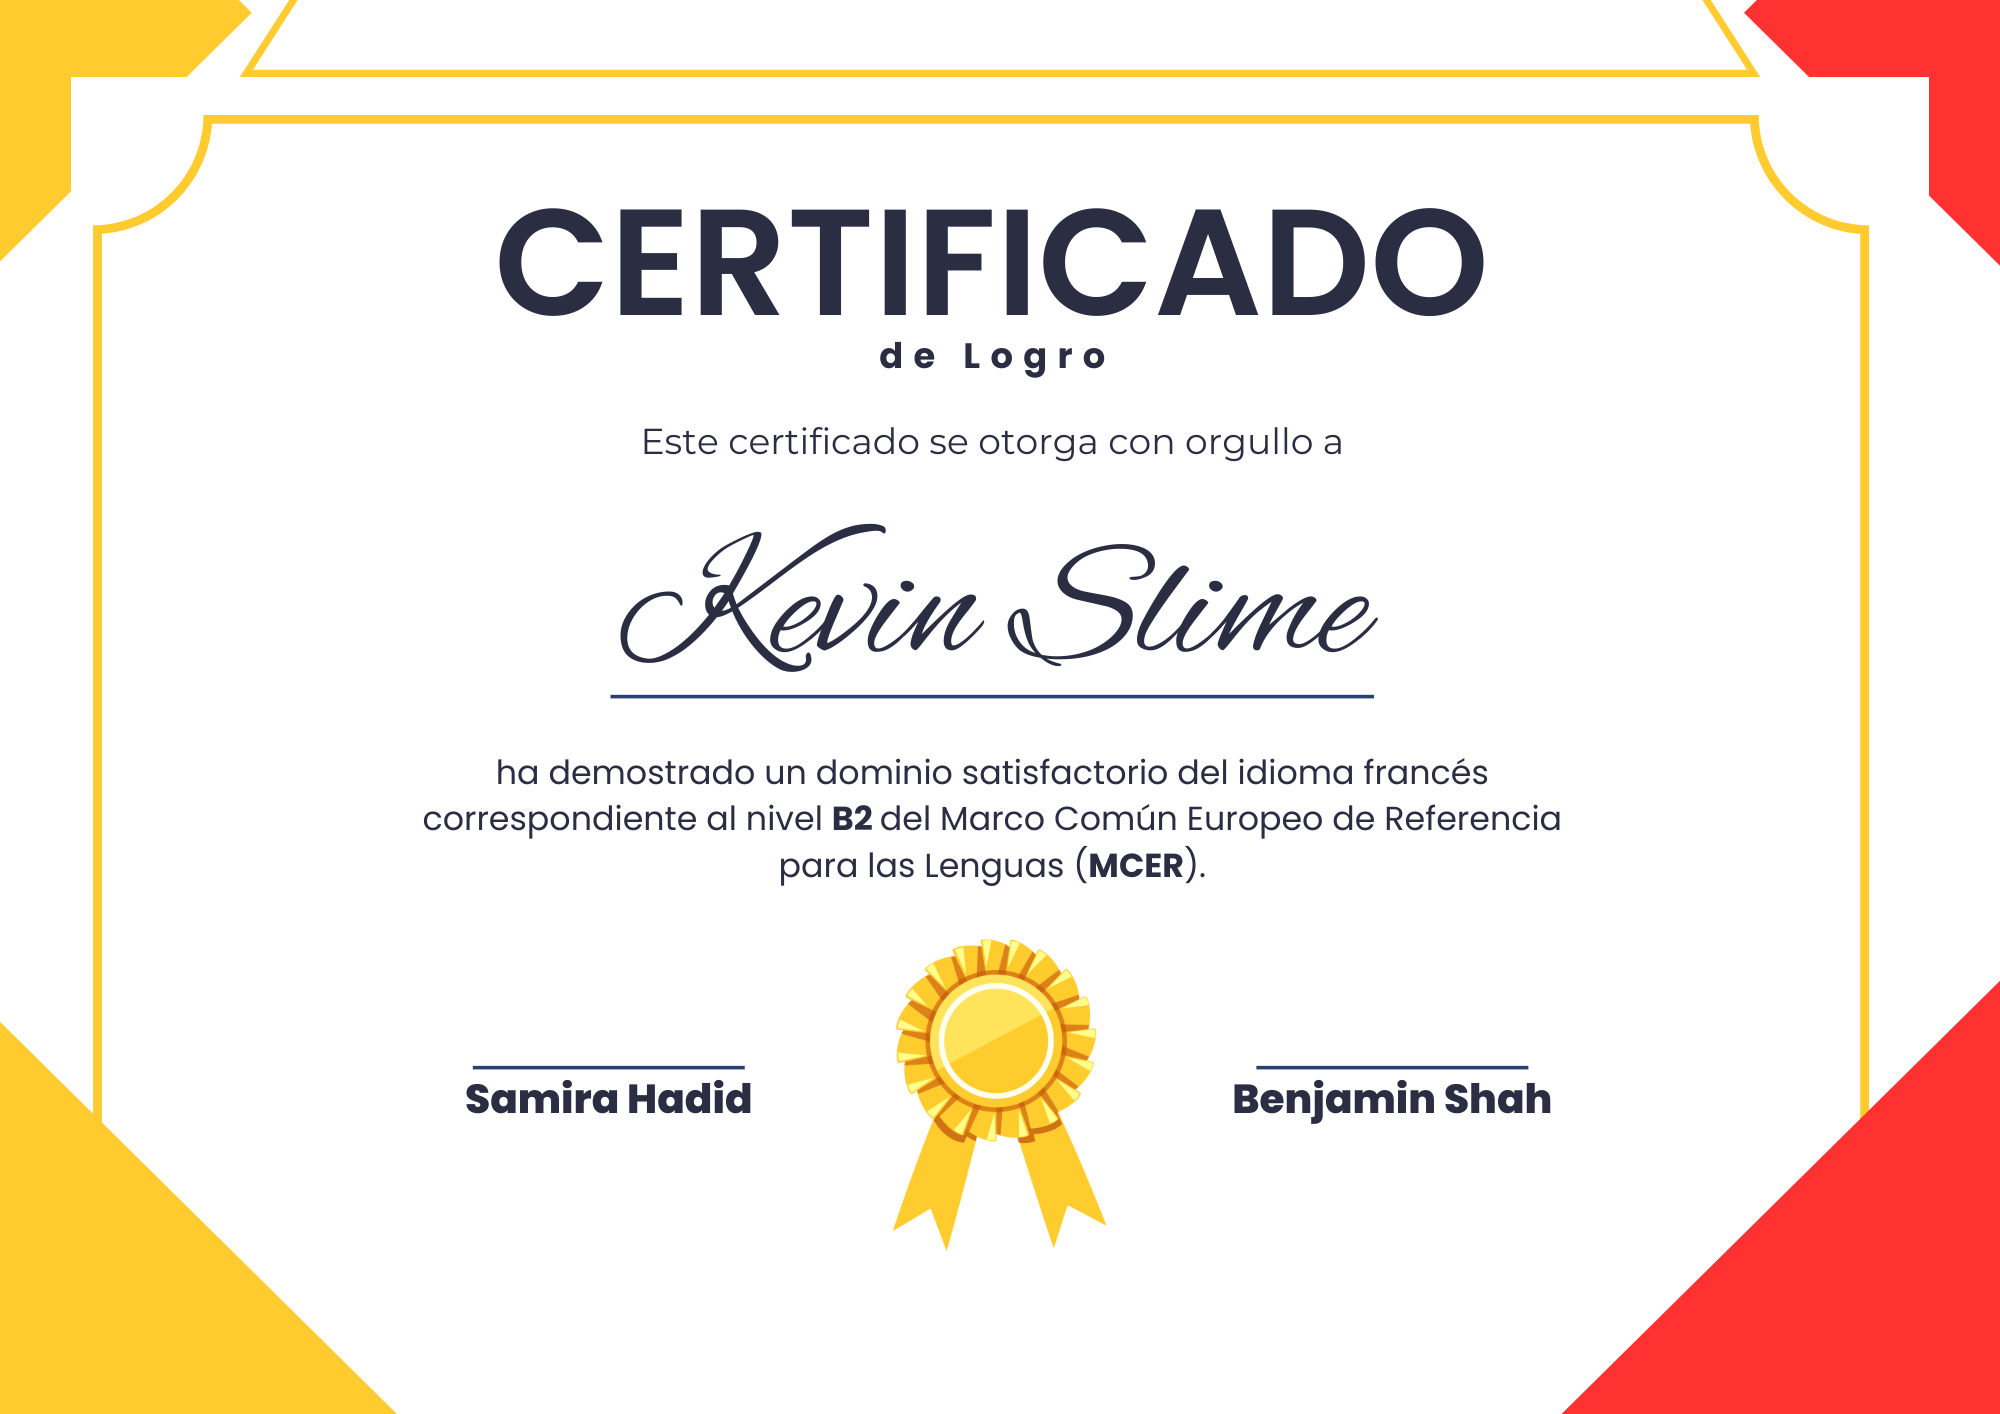 CERTIFICADO
de Logro
Este certificado se otorga con orgullo a
Kevin Slime
ha demostrado un dominio satisfactorio del idioma francés
correspondiente al nivel B2 del Marco Común Europeo de Referencia
para las Lenguas (MCER).
Samira Hadid
Benjamin Shah